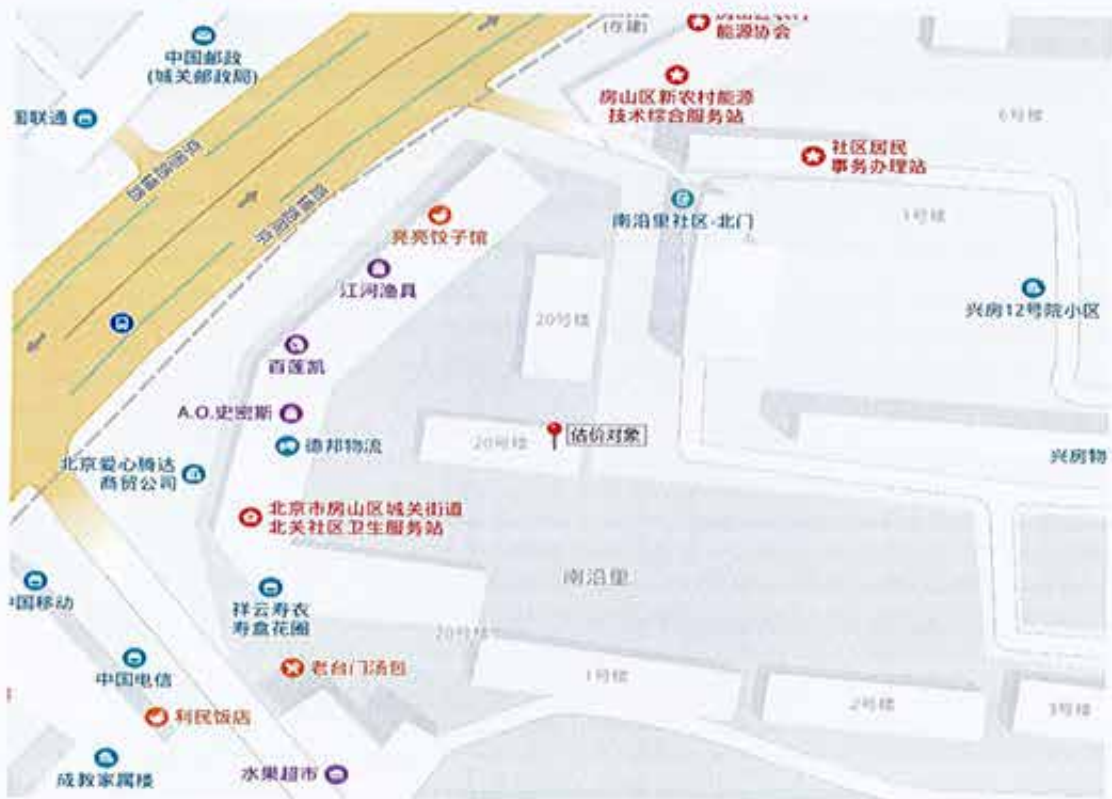 中国邮政
(城关邮政局)
(在建)
能源协会
房山区新农村能源
技术综合服务站
6号楼
社区居民
事务办理站
南沿里社区-北门
1号楼
亮亮饺子馆
江河渔具
20号楼
兴房12号院小区
百莲凯
A.O.史密斯
德邦物流
20号楼
估价对象
兴房物
北京爱心腾达
商贸公司
北京市房山区城关街道
北关社区卫生服务站
南沿里
中国移动
祥云寿衣
寿盒花圈
20号楼
老台门汤包
中国电信
1号楼
2号楼
3号楼
利民饭店
成教家属楼
水果超市